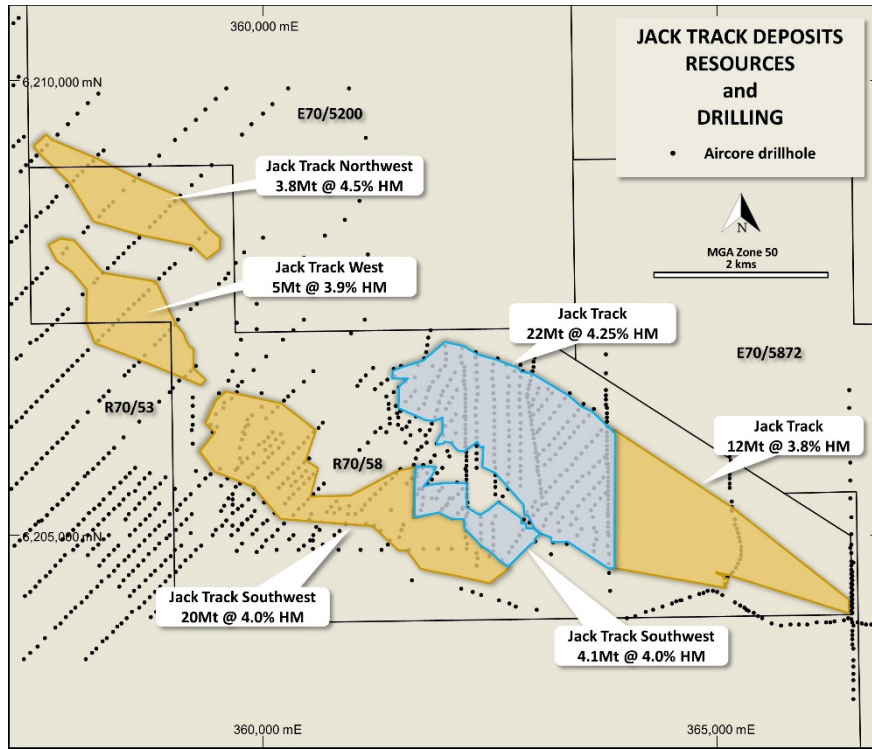 360,000 mE
JACK TRACK DEPOSITS
RESOURCES
and
DRILLING
Aircore drillhole
6,210,000 mN
E70/5200
Jack Track Northwest
3.8Mt @ 4.5% HM
N
MGA Zone 50
2 kms
Jack Track West
5Mt @ 3.9% HM
Jack Track
22Mt @ 4.25% HM
E70/5872
R70/53
Jack Track
12Mt @ 3.8% HM
R70/58
6,205,000 mN
Jack Track Southwest
20Mt @ 4.0% HM
Jack Track Southwest
4.1Mt @ 4.0% HM
360,000 mE
365,000 mE